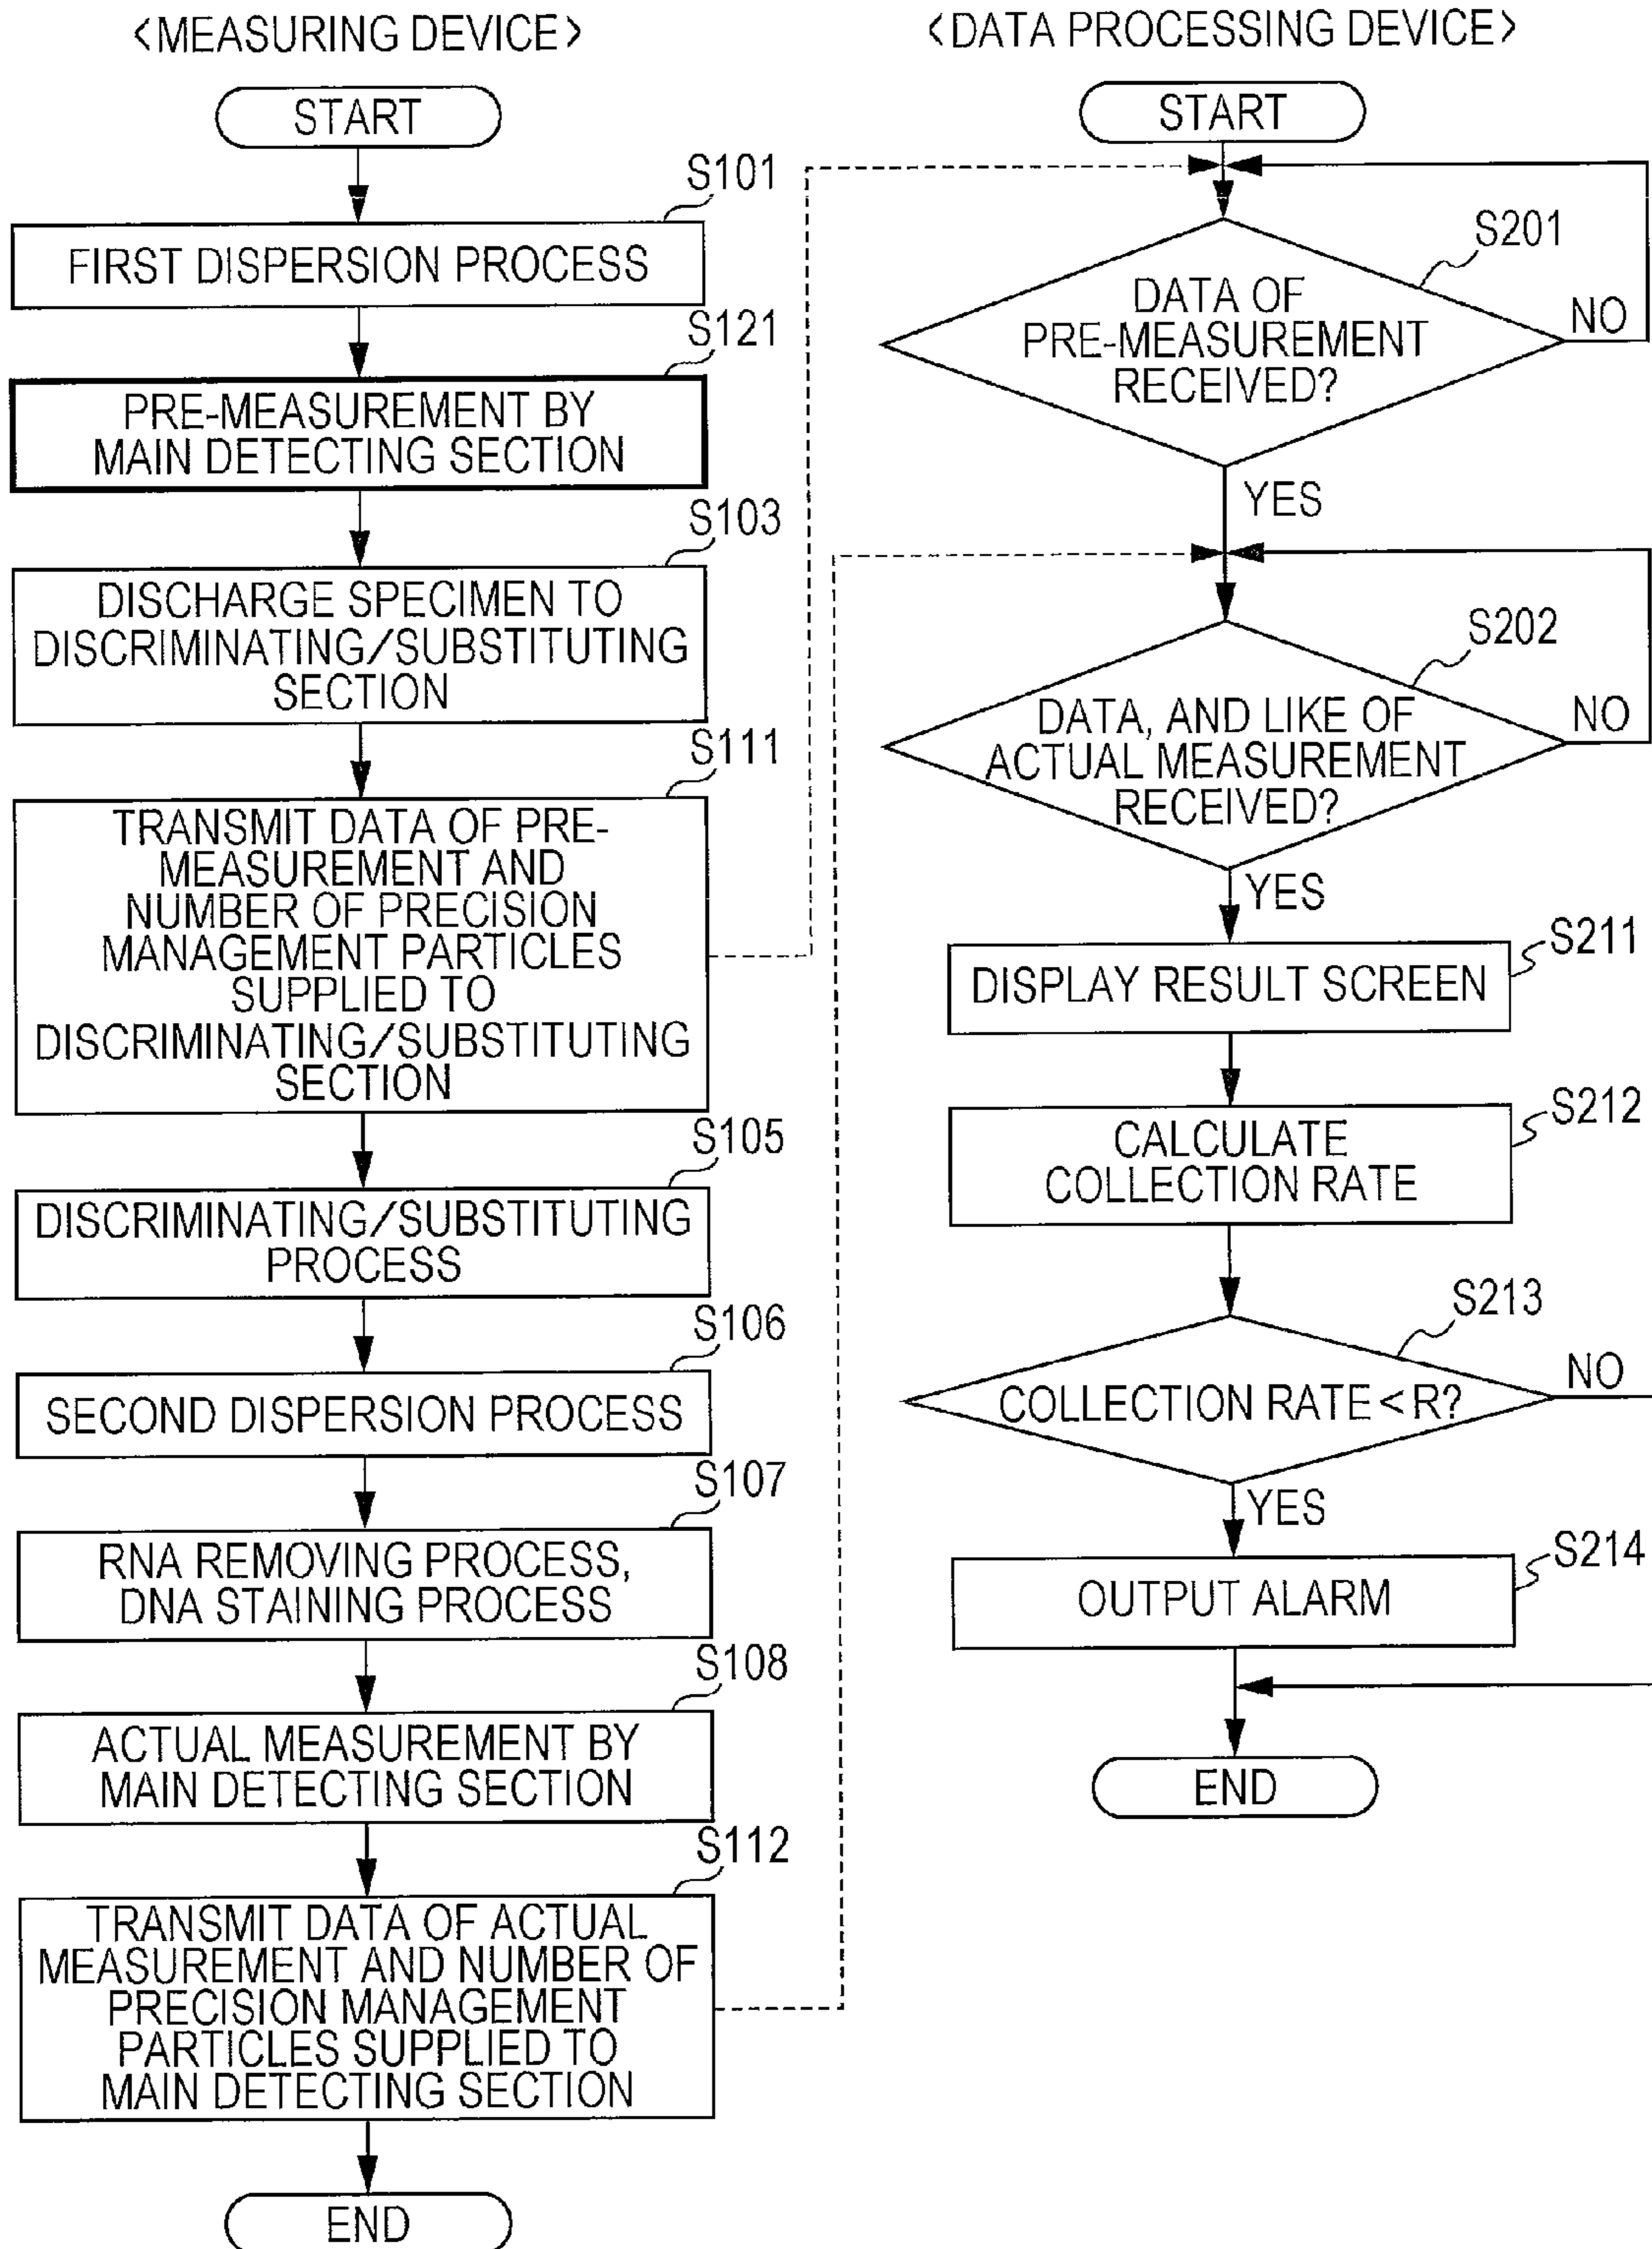 <MEASURING DEVICE>
START
S101
FIRST DISPERSION PROCESS
S121
PRE-MEASUREMENT BY
MAIN DETECTING SECTION
S103
DISCHARGE SPECIMEN TO
DISCRIMINATING/SUBSTITUTING
SECTION
S111
TRANSMIT DATA OF PRE-
MEASUREMENT AND
NUMBER OF PRECISION
MANAGEMENT PARTICLES
SUPPLIED TO
DISCRIMINATING/SUBSTITUTING
SECTION
S105
DISCRIMINATING/SUBSTITUTING
PROCESS
S106
SECOND DISPERSION PROCESS
S107
RNA REMOVING PROCESS,
DNA STAINING PROCESS
S108
ACTUAL MEASUREMENT BY
MAIN DETECTING SECTION
S112
TRANSMIT DATA OF ACTUAL
MEASUREMENT AND NUMBER OF
PRECISION MANAGEMENT
PARTICLES SUPPLIED TO
MAIN DETECTING SECTION
END
<DATA PROCESSING DEVICE>
START
S201
DATA OF
PRE-MEASUREMENT
RECEIVED?
NO
YES
S202
DATA, AND LIKE OF
ACTUAL MEASUREMENT
RECEIVED?
NO
YES
S211
DISPLAY RESULT SCREEN
S212
CALCULATE
COLLECTION RATE
S213
COLLECTION RATE < R?
NO
YES
S214
OUTPUT ALARM
END